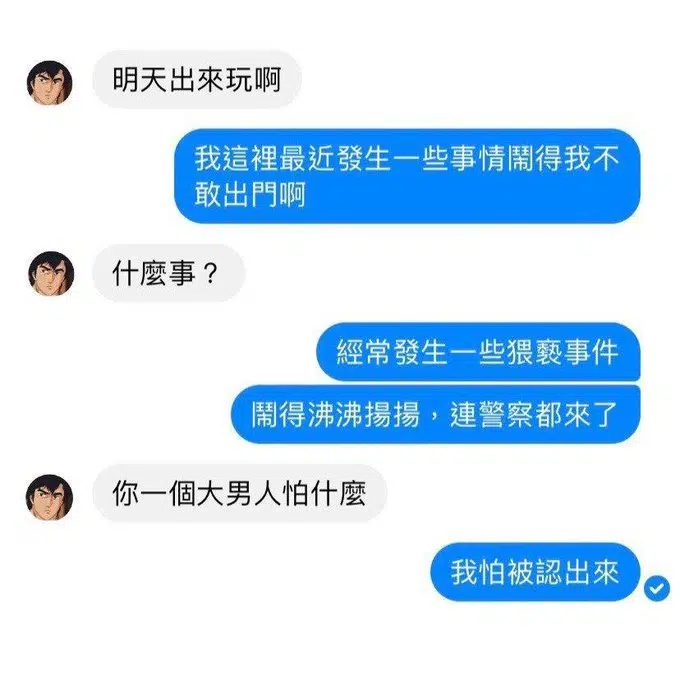 明天出來玩啊
我這裡最近發生一些事情鬧得我不
敢出門啊
什麼事？
經常發生一些猥褻事件
鬧得沸沸揚揚，連警察都來了
你一個大男人怕什麼
我怕被認出來